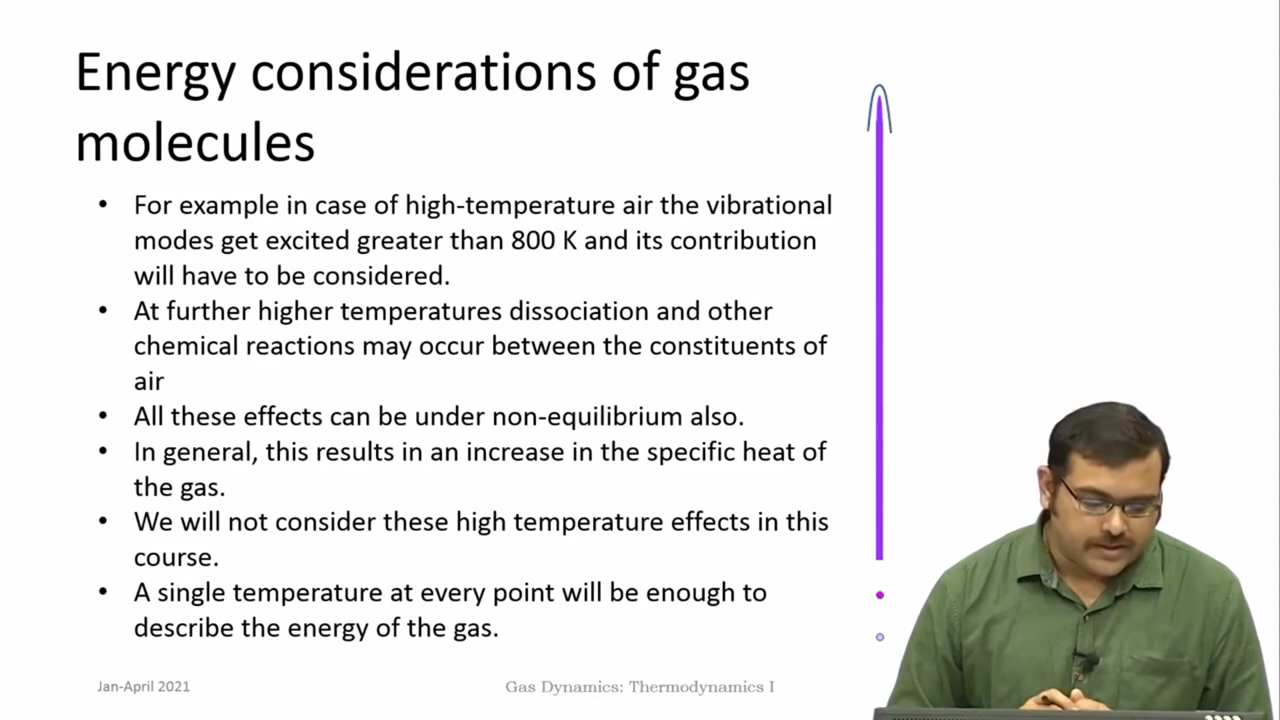 Energy considerations of gas
molecules
• For example in case of high-temperature air the vibrational
modes get excited greater than 800 K and its contribution
will have to be considered.
• At further higher temperatures dissociation and other
chemical reactions may occur between the constituents of
air
• All these effects can be under non-equilibrium also.
• In general, this results in an increase in the specific heat of
the gas.
• We will not consider these high temperature effects in this
course.
• A single temperature at every point will be enough to
describe the energy of the gas.
Jan-April 2021
Gas Dynamics: Thermodynamics I